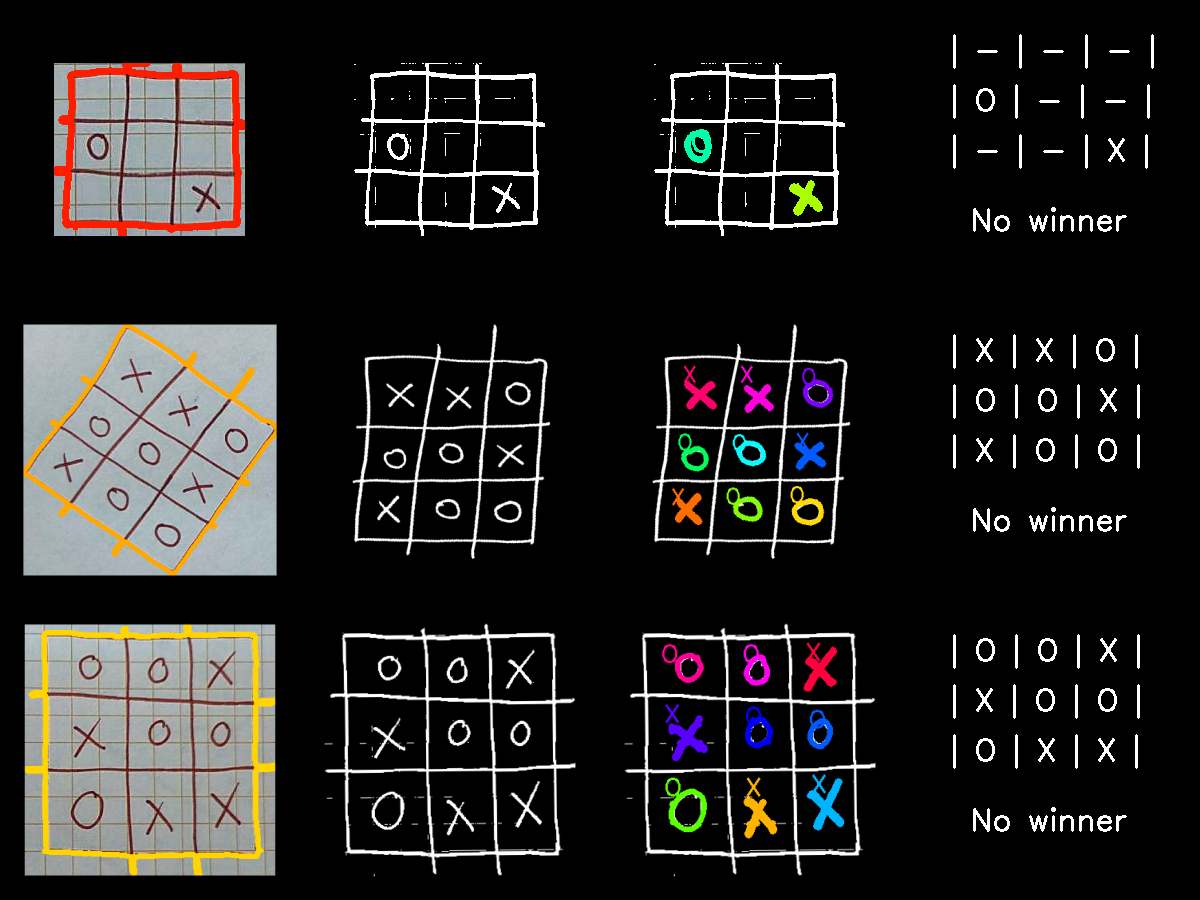 | – | – | – |
| O | – | – |
| – | – | X |
No winner
| X | X | O |
| O | O | X |
| X | O | O |
No winner
| O | O | X |
| X | O | O |
| O | X | X |
No winner